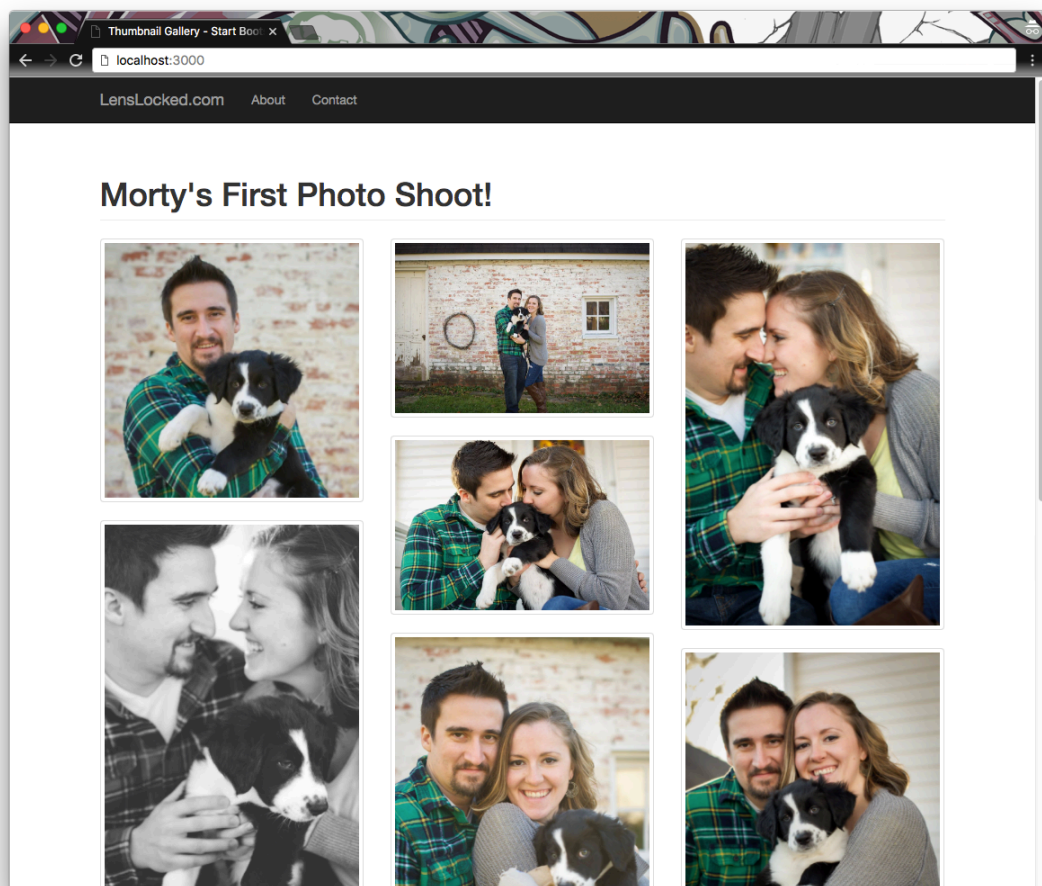 Thumbnail Gallery - Start Boot
localhost:3000
LensLocked.com About Contact
Morty's First Photo Shoot!